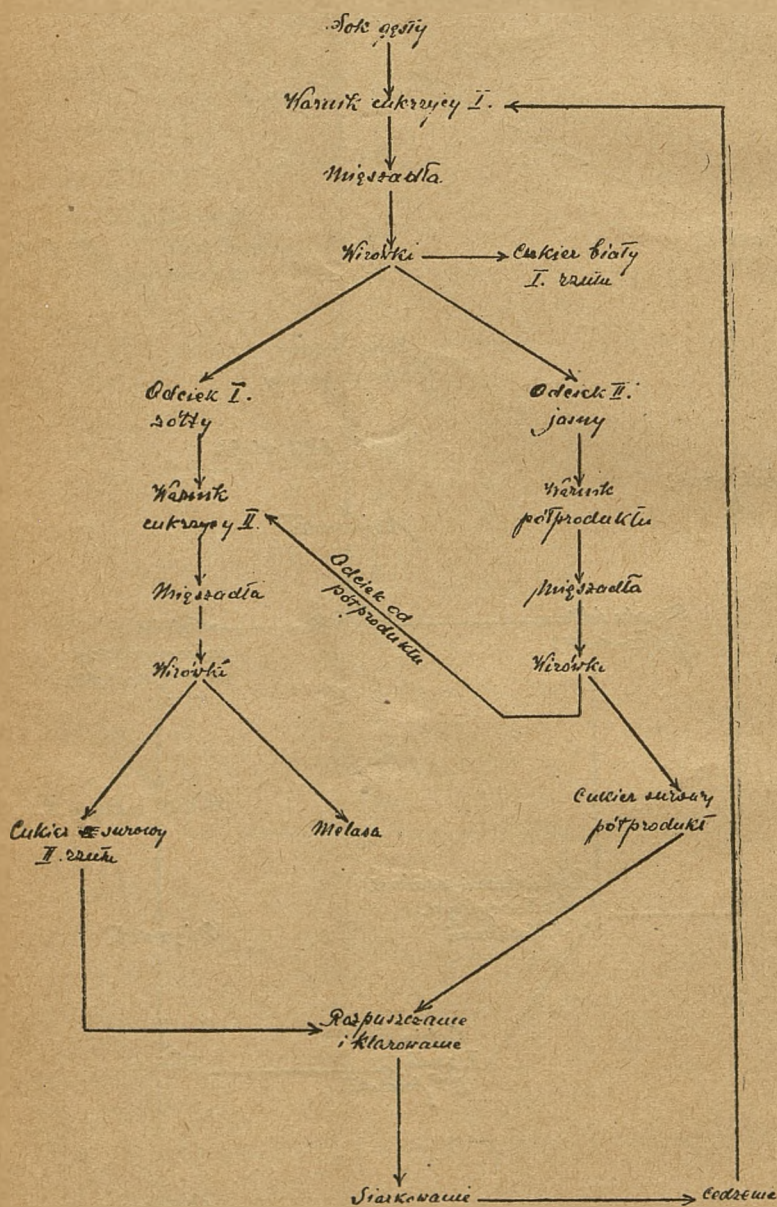 Sok gęsty
Warnik cukrzycy I.
Mięszadła
Wirówki
Cukier biały
I. rzutu
Odciek I.
żółty
Odciek II.
jasny
Warnik
cukrzycy II.
Warnik
półproduktu
Odciek od
półproduktu
Mięszadła
Mięszadła
Wirówki
Wirówki
Cukier surowy
II. rzutu
Melasa
Cukier surowy
półprodukt
Rozpuszczanie
i klarowanie
Siarkowanie
Cedzenie